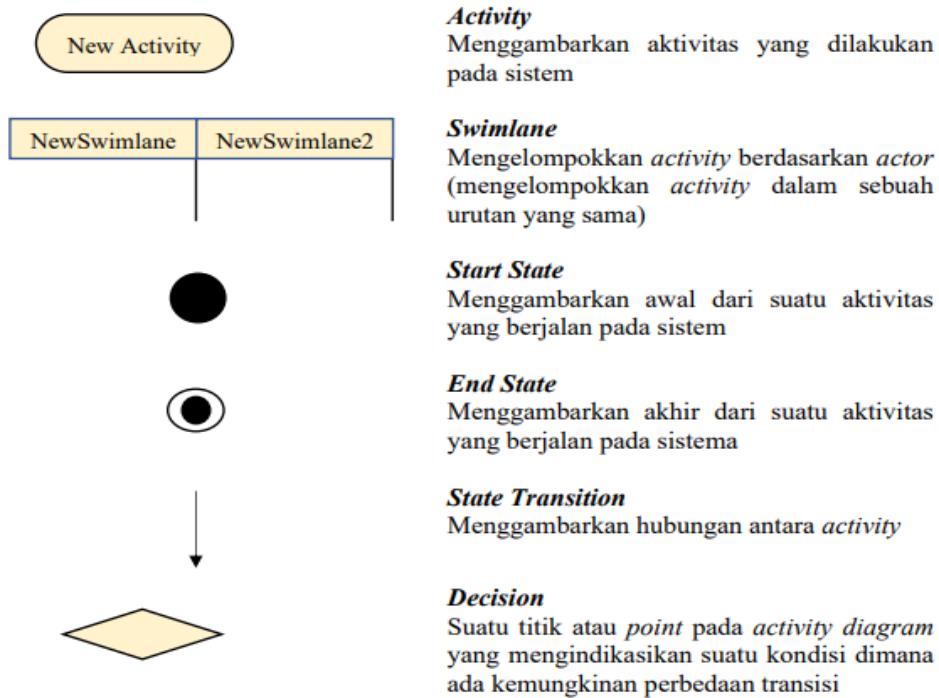 New Activity
Activity
Menggambarkan aktivitas yang dilakukan
pada sistem
NewSwimlane NewSwimlane2
Swimlane
Mengelompokkan activity berdasarkan actor
(mengelompokkan activity dalam sebuah
urutan yang sama)
Start State
Menggambarkan awal dari suatu aktivitas
yang berjalan pada sistem
End State
Menggambarkan akhir dari suatu aktivitas
yang berjalan pada sistema
State Transition
Menggambarkan hubungan antara activity
Decision
Suatu titik atau point pada activity diagram
yang mengindikasikan suatu kondisi dimana
ada kemungkinan perbedaan transisi